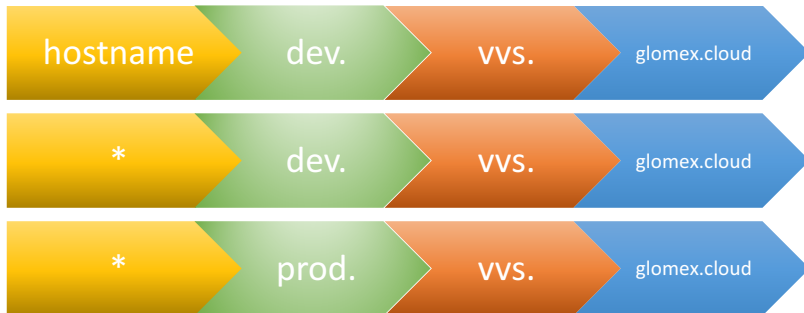 hostname dev. vvs. glomex.cloud
* dev. vvs. glomex.cloud
* prod. vvs. glomex.cloud